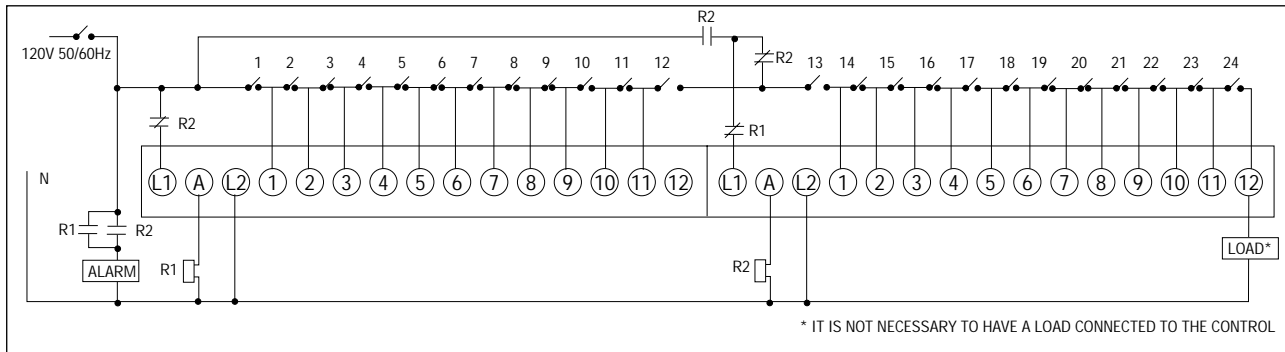 R2
120V 50/60Hz
1 2 3 4 5 6 7 8 9 10 11 12 R2 13 14 15 16 17 18 19 20 21 22 23 24
R2 R1
N L1 A L2 1 2 3 4 5 6 7 8 9 10 11 12 L1 A L2 1 2 3 4 5 6 7 8 9 10 11 12
R1 R2
LOAD*
ALARM R1 R2
* IT IS NOT NECESSARY TO HAVE A LOAD CONNECTED TO THE CONTROL